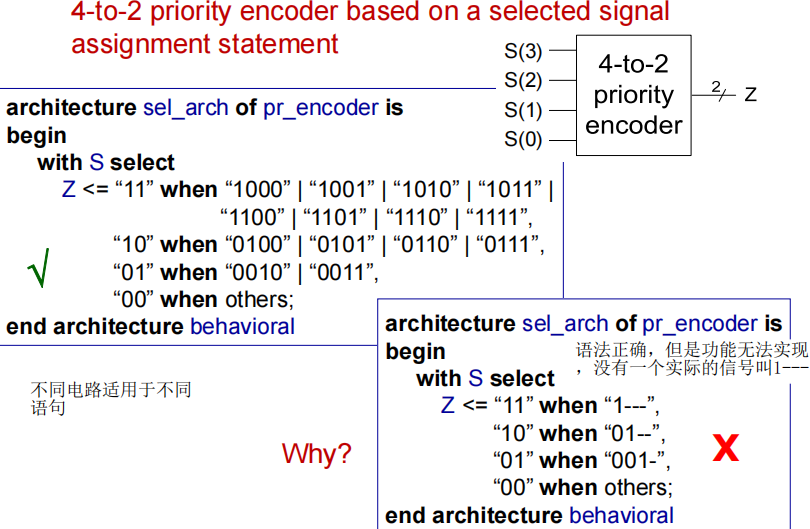 4-to-2 priority encoder based on a selected signal
assignment statement
S(3)
S(2)
S(1)
S(0)
4-to-2
priority
encoder
2
Z
architecture sel_arch of pr_encoder is
begin
with S select
Z <= “11” when “1000” | “1001” | “1010” | “1011” |
“1100” | “1101” | “1110” | “1111”,
“10” when “0100” | “0101” | “0110” | “0111”,
“01” when “0010” | “0011”,
“00” when others;
end architecture behavioral
√
不同电路适用于不同
语句
Why?
architecture sel_arch of pr_encoder is
begin
语法正确，但是功能无法实现
，没有一个实际的信号叫1---
with S select
Z <= “11” when “1---”,
“10” when “01--”,
“01” when “001-”,
“00” when others;
end architecture behavioral
X